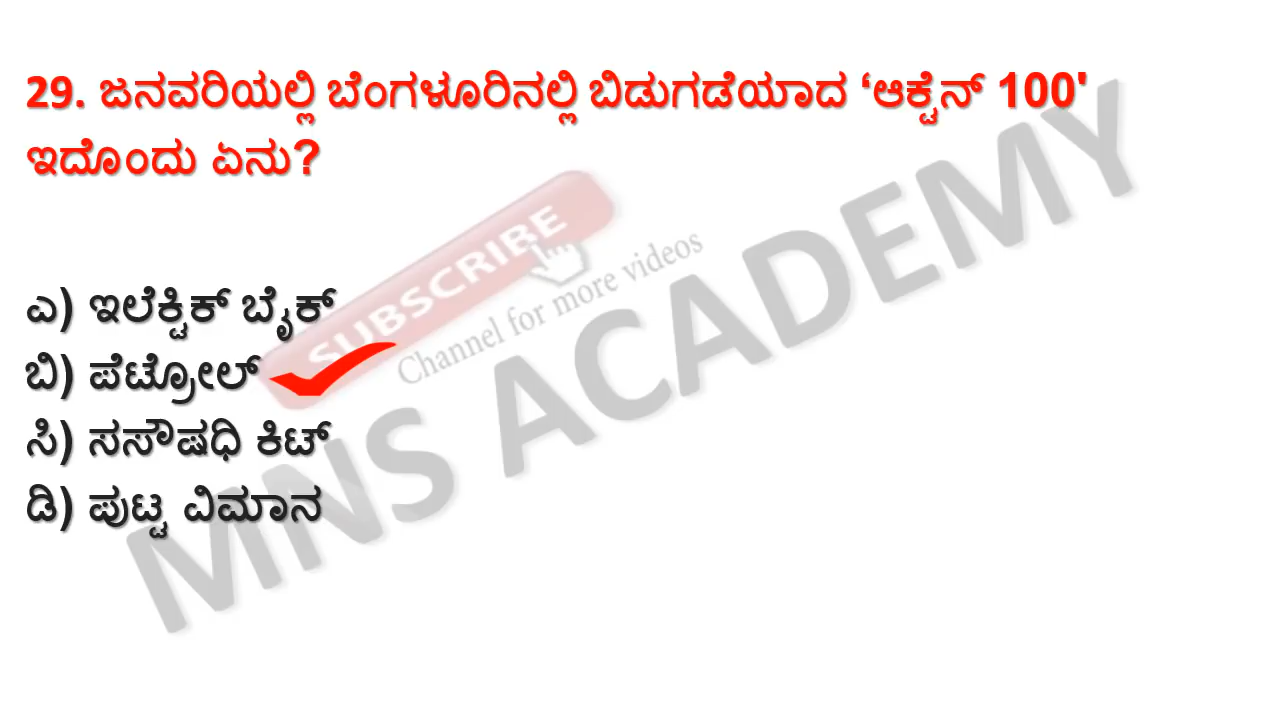 29. ಜನವರಿಯಲ್ಲಿ ಬೆಂಗಳೂರಿನಲ್ಲಿ ಬಿಡುಗಡೆಯಾದ ‘ಆಕ್ಟೆನ್ 100'
ಇದೊಂದು ಏನು?
ಎ) ಇಲೆಕ್ಟ್ರಿಕ್ ಬೈಕ್
ಬಿ) ಪೆಟ್ರೋಲ್
ಸಿ) ಸಸೌಷಧಿ ಕಿಟ್
ಡಿ) ಪುಟ್ಟ ವಿಮಾನ
SUBSCRIBE
Channel for more videos
MNS ACADEMY